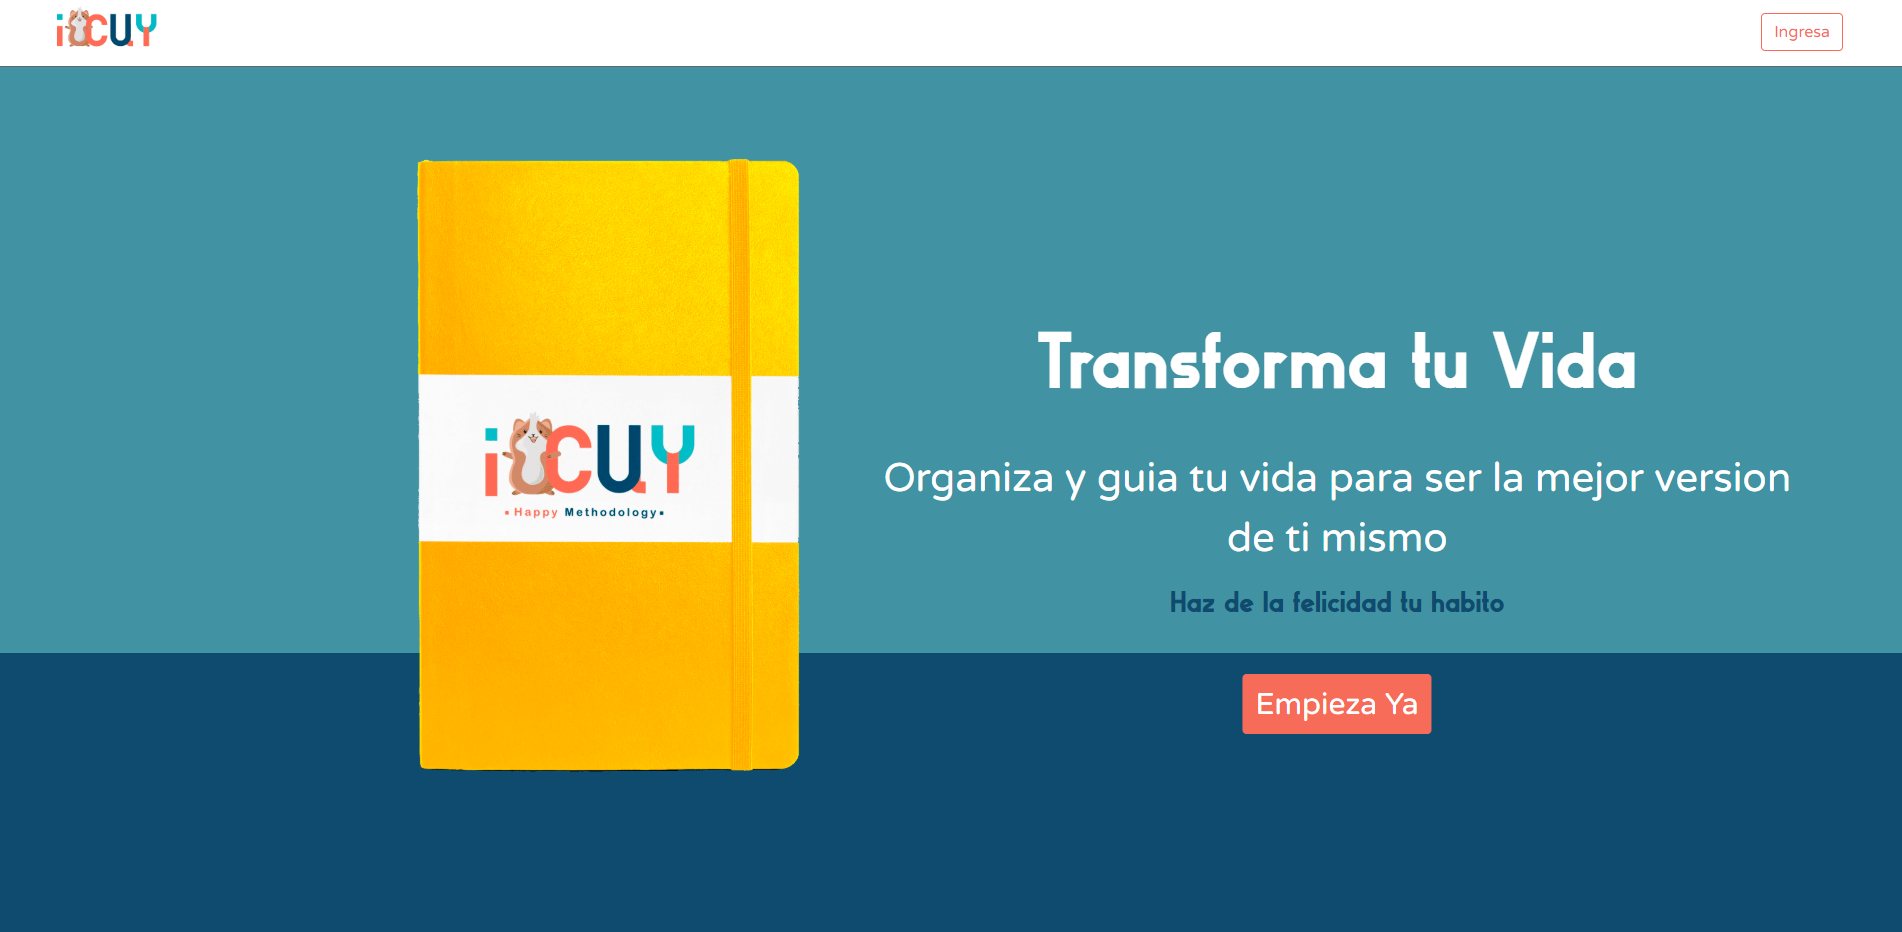 iCUY
Ingresa
iCUY
Happy Methodology
Transforma tu Vida
Organiza y guia tu vida para ser la mejor version
de ti mismo
Haz de la felicidad tu habito
Empieza Ya